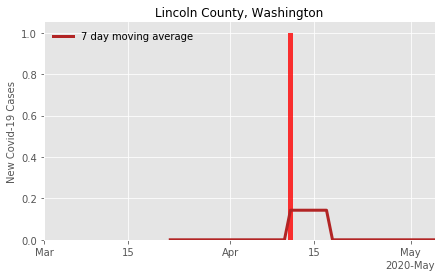 Lincoln County, Washington
1.0
7 day moving average
0.8
0.6
0.4
0.2
0.0
New Covid-19 Cases
Mar 15 Apr 15 May
2020-May